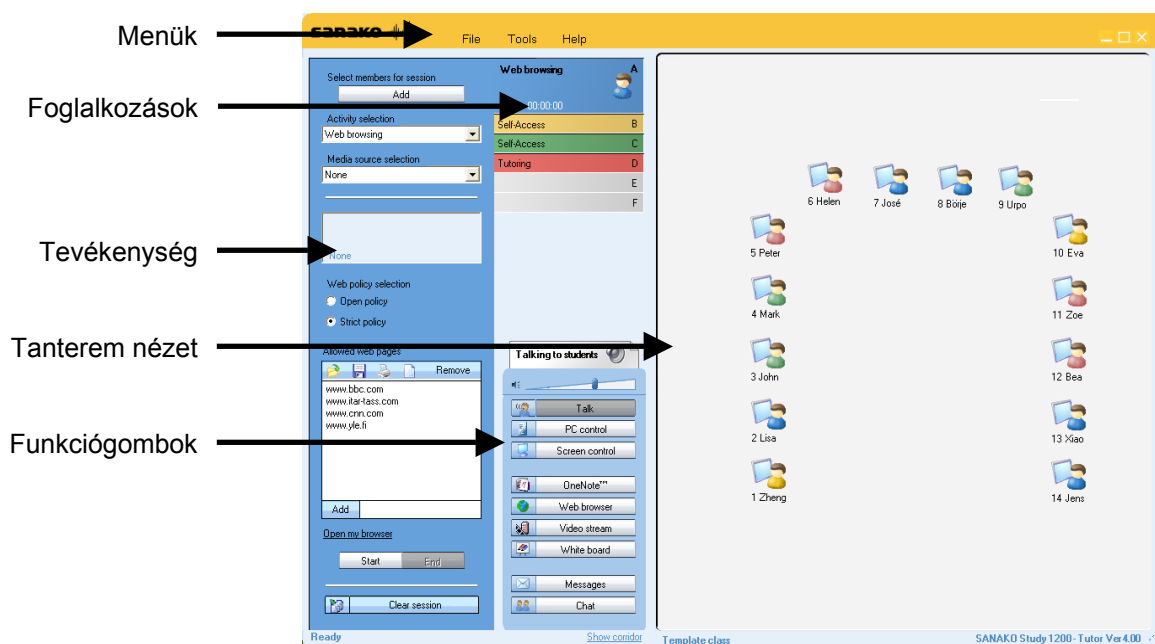 Menük
Foglalkozások
Tevékenység
Tanterem nézet
Funkciógombok
sanako
File Tools Help
Select members for session
Add
Activity selection
Web browsing
Media source selection
None
None
Web policy selection
Open policy
Strict policy
Allowed web pages
Remove
www.bbc.com
www.itar-tass.com
www.cnn.com
www.yle.fi
Add
Open my browser
Start End
Clear session
Ready
Web browsing A
00:00:00
Self-Access B
Self-Access C
Tutoring D
E
F
Talking to students
Talk
PC control
Screen control
OneNote™
Web browser
Video stream
White board
Messages
Chat
Show corridor
6 Helen 7 José 8 Börje 9 Urpo
5 Peter 10 Eva
4 Mark 11 Zoe
3 John 12 Bea
2 Lisa 13 Xiao
1 Zheng 14 Jens
Template class
SANAKO Study 1200 - Tutor Ver4.00